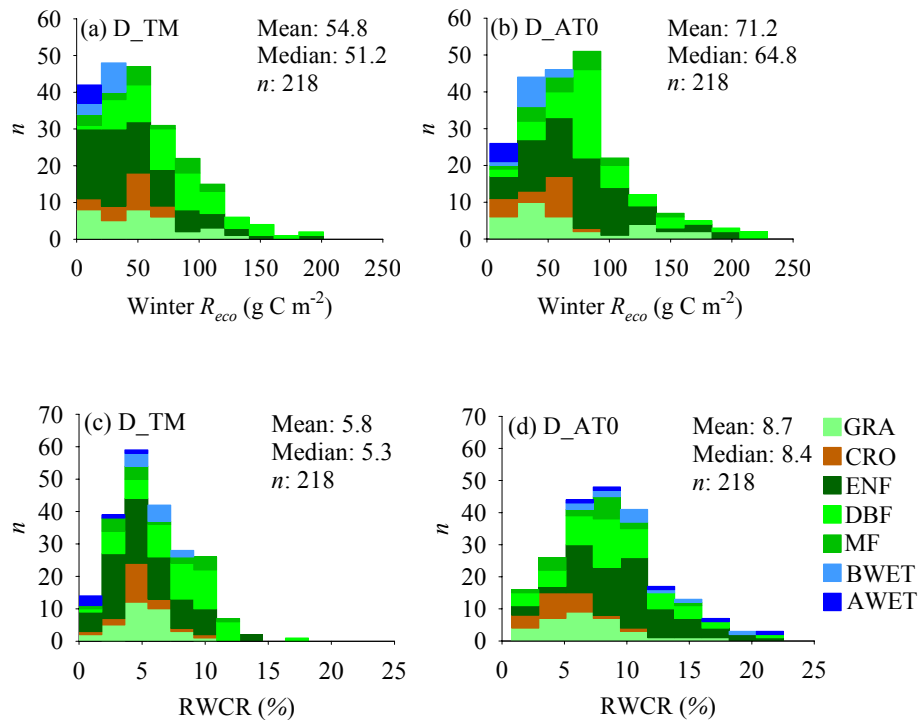 (a) D_TM
Mean: 54.8
Median: 51.2
n: 218
60
50
40
30
20
10
0
n
0 50 100 150 200 250
Winter R_eco (g C m⁻²)
(b) D_AT0
Mean: 71.2
Median: 64.8
n: 218
60
50
40
30
20
10
0
n
0 50 100 150 200 250
Winter R_eco (g C m⁻²)
(c) D_TM
Mean: 5.8
Median: 5.3
n: 218
70
60
50
40
30
20
10
0
n
0 5 10 15 20 25
RWCR (%)
(d) D_AT0
Mean: 8.7
Median: 8.4
n: 218
70
60
50
40
30
20
10
0
n
0 5 10 15 20 25
RWCR (%)
GRA
CRO
ENF
DBF
MF
BWET
AWET